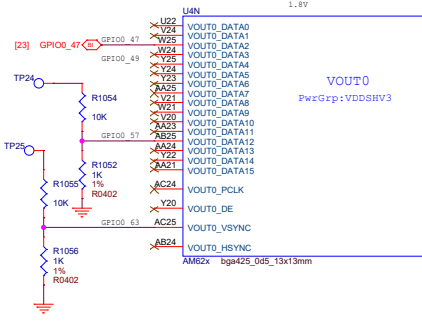 1.8V
U4N
[23] GPIO0_47 BI GPIO0_47
GPIO0_49
U22 VOUT0_DATA0
V24 VOUT0_DATA1
W25 VOUT0_DATA2
W24 VOUT0_DATA3
Y25 VOUT0_DATA4
Y24 VOUT0_DATA5
Y23 VOUT0_DATA6
AA25 VOUT0_DATA7
V21 VOUT0_DATA8
W21 VOUT0_DATA9
V20 VOUT0_DATA10
AA23 VOUT0_DATA11
AB25 VOUT0_DATA12
AA24 VOUT0_DATA13
Y22 VOUT0_DATA14
AA21 VOUT0_DATA15
AC24 VOUT0_PCLK
Y20 VOUT0_DE
AC25 VOUT0_VSYNC
AB24 VOUT0_HSYNC
VOUT0
PwrGrp:VDDSHV3
TP24
R1054
10K
GPIO0_57
TP25
R1052
1K
1%
R0402
R1055
10K
GPIO0_63
R1056
1K
1%
R0402
AM62x bga425_0d5_13x13mm